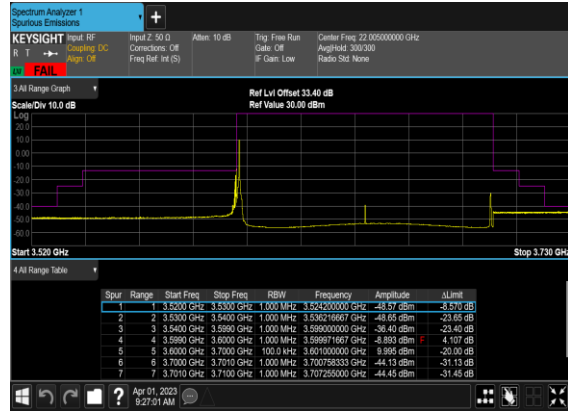 Spectrum Analyzer 1
Spurious Emissions
KEYSIGHT Input: RF
R T Coupling: DC
Align: Off
Input Z: 50 Ω
Corrections: Off
Freq Ref: Int (S)
Atten: 10 dB
Trig: Free Run
Gate: Off
IF Gain: Low
Center Freq: 22.005000000 GHz
Avg|Hold: 300/300
Radio Std: None
FAIL
3 All Range Graph
Scale/Div 10.0 dB
Ref Lvl Offset 33.40 dB
Ref Value 30.00 dBm
Log
20.0
10.0
0.00
-10.0
-20.0
-30.0
-40.0
-50.0
-60.0
Start 3.520 GHz
Stop 3.730 GHz
4 All Range Table
Spur Range Start Freq Stop Freq RBW Frequency Amplitude ΔLimit
1 1 3.5200 GHz 3.5300 GHz 1.000 MHz 3.524200000 GHz -48.57 dBm -8.570 dB
2 2 3.5300 GHz 3.5400 GHz 1.000 MHz 3.536216667 GHz -48.65 dBm -23.65 dB
3 3 3.5400 GHz 3.5990 GHz 1.000 MHz 3.599000000 GHz -36.40 dBm -23.40 dB
4 4 3.5990 GHz 3.6000 GHz 1.000 MHz 3.599971667 GHz -8.893 dBm F 4.107 dB
5 5 3.6000 GHz 3.7000 GHz 100.0 kHz 3.601000000 GHz 9.995 dBm -20.00 dB
6 6 3.7000 GHz 3.7010 GHz 1.000 MHz 3.700758333 GHz -44.13 dBm -31.13 dB
7 7 3.7010 GHz 3.7100 GHz 1.000 MHz 3.707255000 GHz -44.45 dBm -31.45 dB
?
Apr 01, 2023
9:27:01 AM